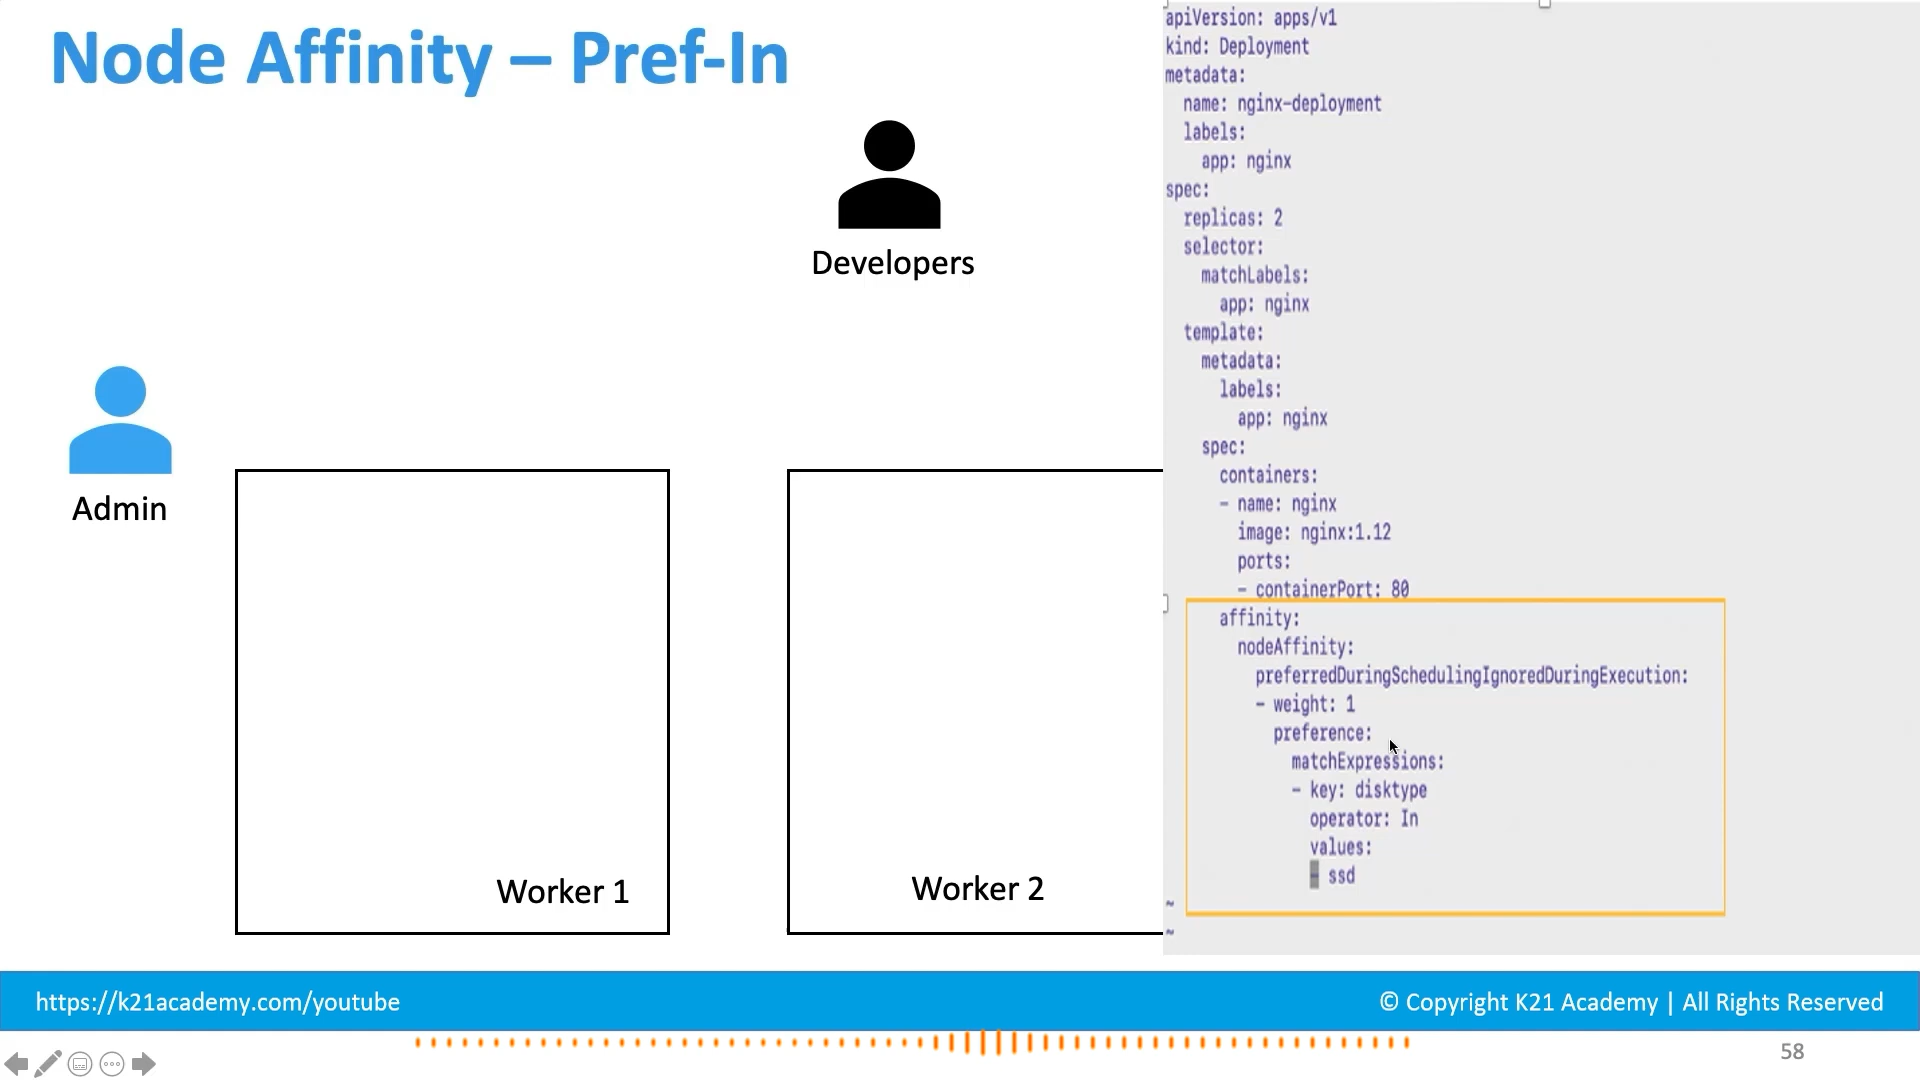 Node Affinity – Pref-In
Developers
Admin
Worker 1
Worker 2
apiVersion: apps/v1
kind: Deployment
metadata:
  name: nginx-deployment
  labels:
    app: nginx
spec:
  replicas: 2
  selector:
    matchLabels:
      app: nginx
  template:
    metadata:
      labels:
        app: nginx
    spec:
      containers:
      - name: nginx
        image: nginx:1.12
        ports:
        - containerPort: 80
      affinity:
        nodeAffinity:
          preferredDuringSchedulingIgnoredDuringExecution:
          - weight: 1
            preference:
              matchExpressions:
              - key: disktype
                operator: In
                values:
                - ssd
~
~
https://k21academy.com/youtube
© Copyright K21 Academy | All Rights Reserved
58